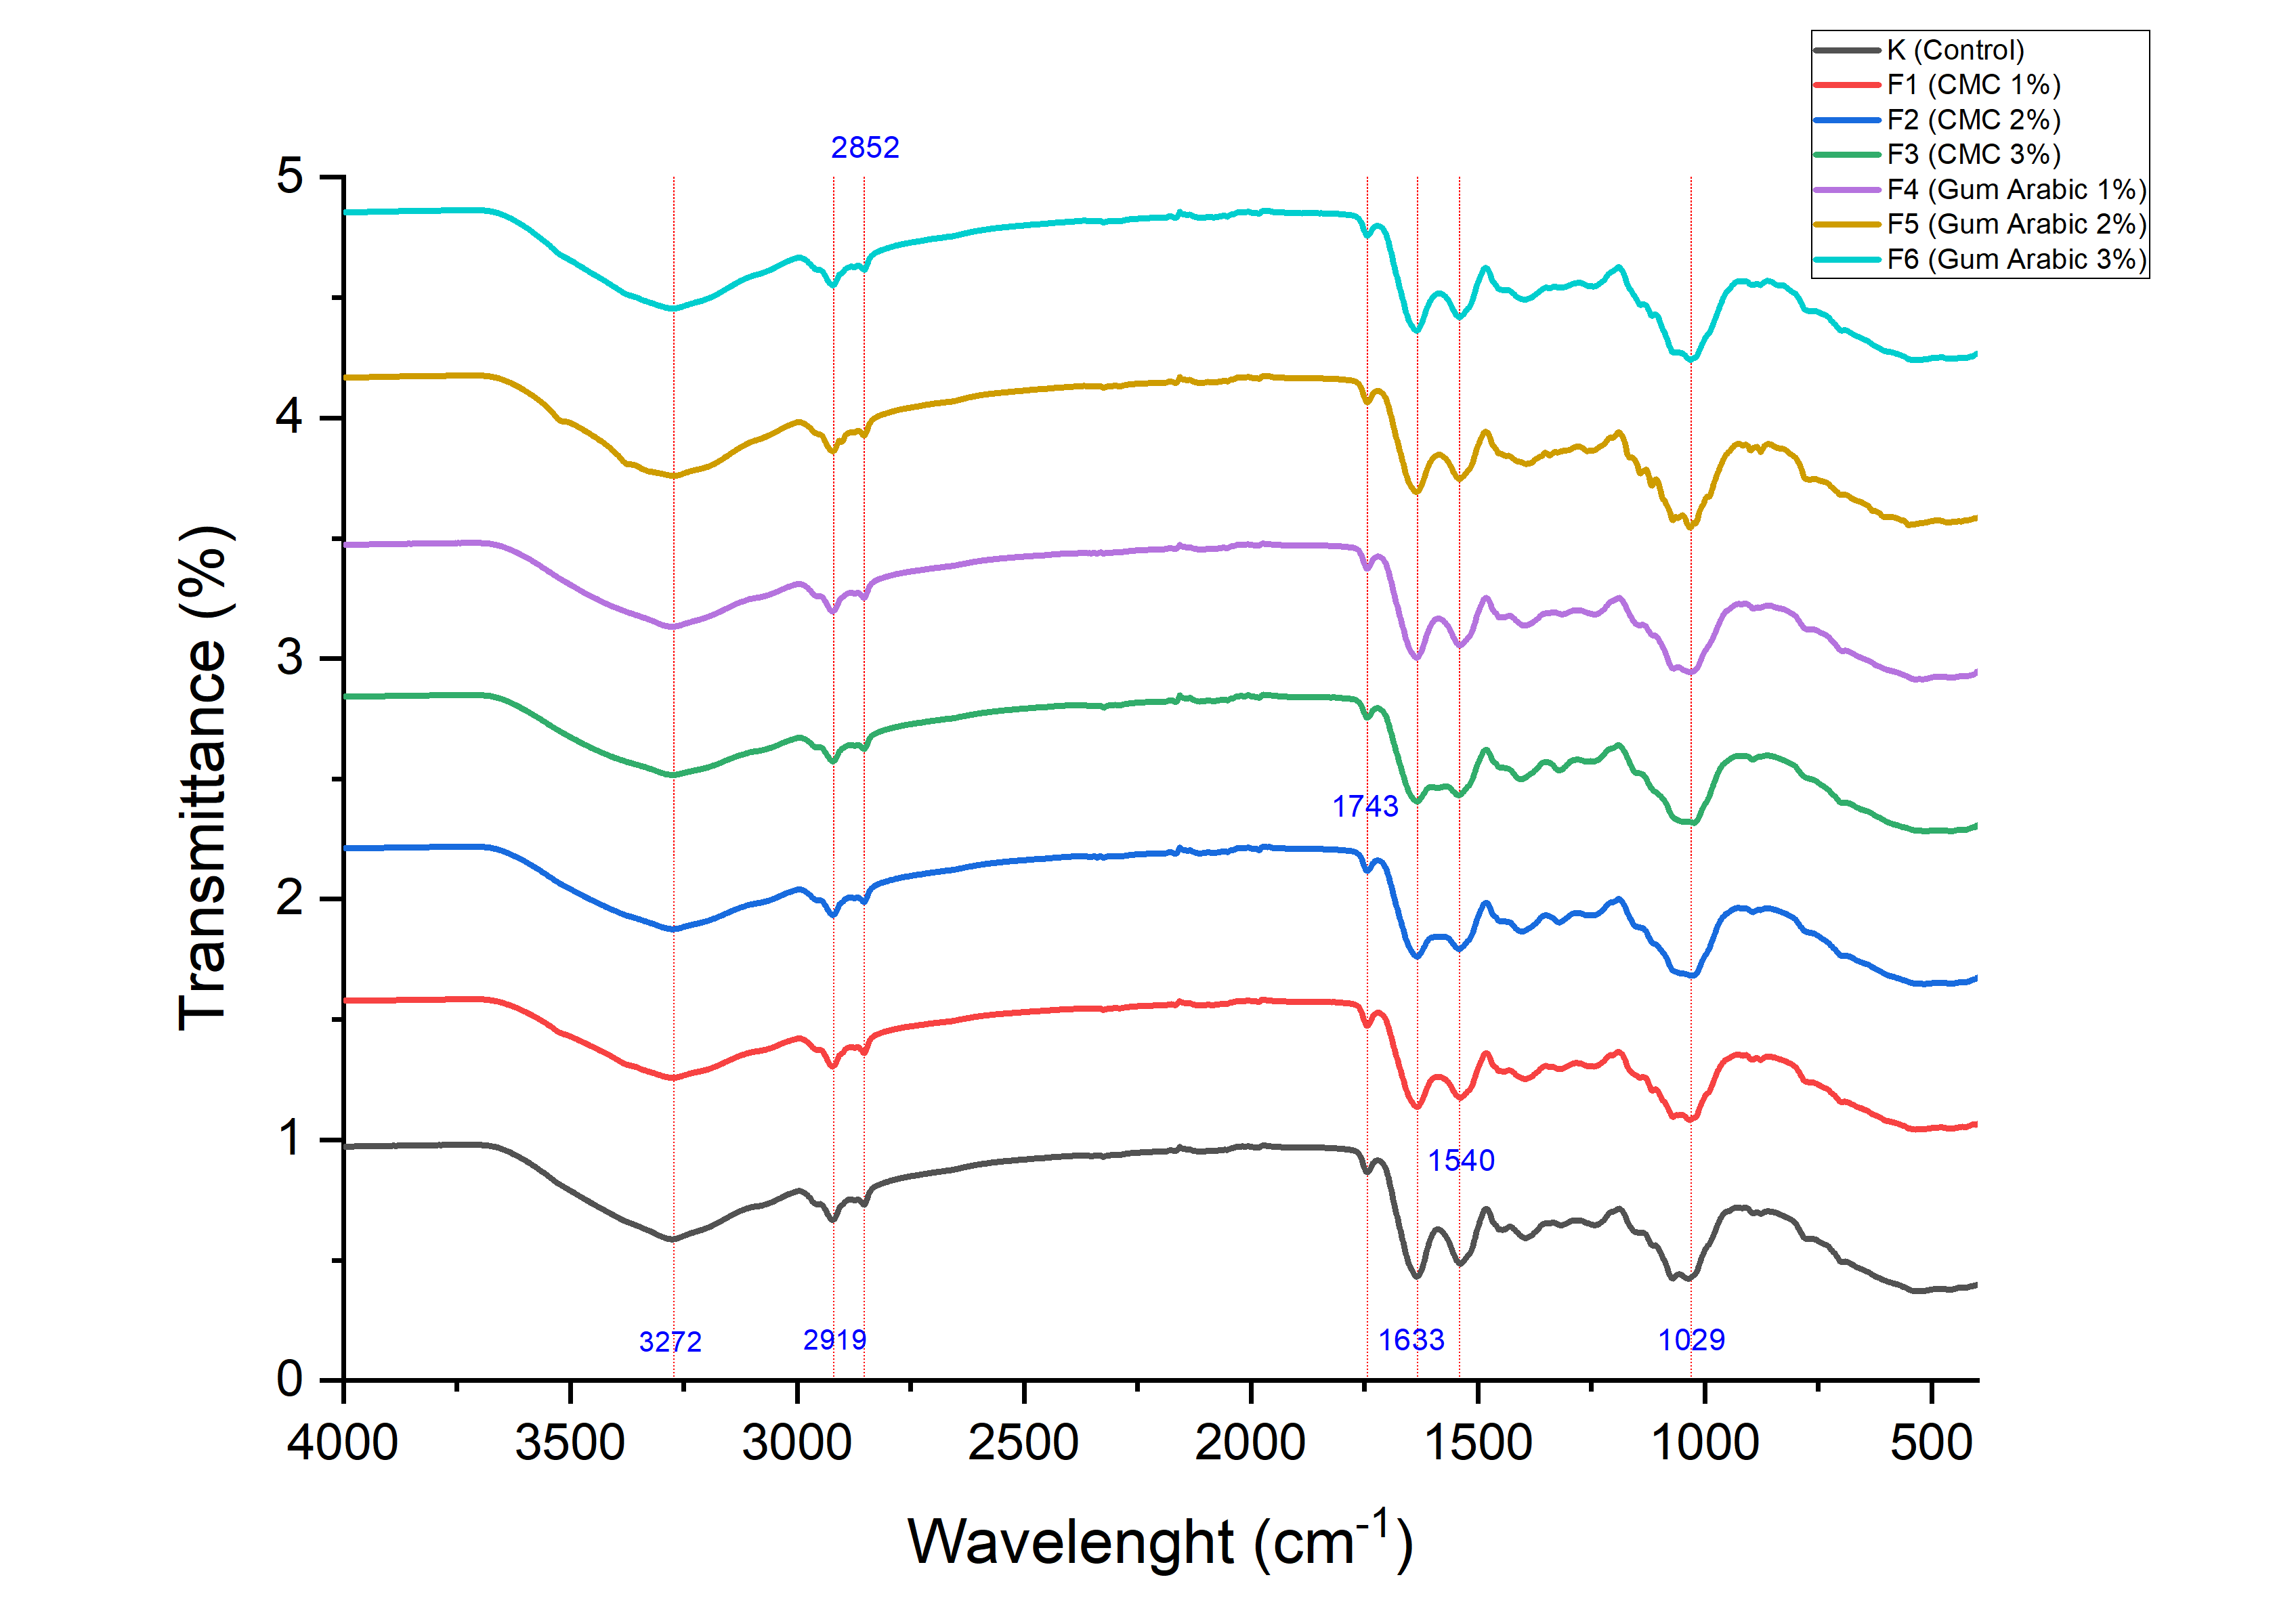 K (Control)
F1 (CMC 1%)
F2 (CMC 2%)
F3 (CMC 3%)
F4 (Gum Arabic 1%)
F5 (Gum Arabic 2%)
F6 (Gum Arabic 3%)
2852
5
4
3
2
1
0
Transmittance (%)
1743
1540
3272
2919
1633
1029
4000 3500 3000 2500 2000 1500 1000 500
Wavelenght (cm⁻¹)